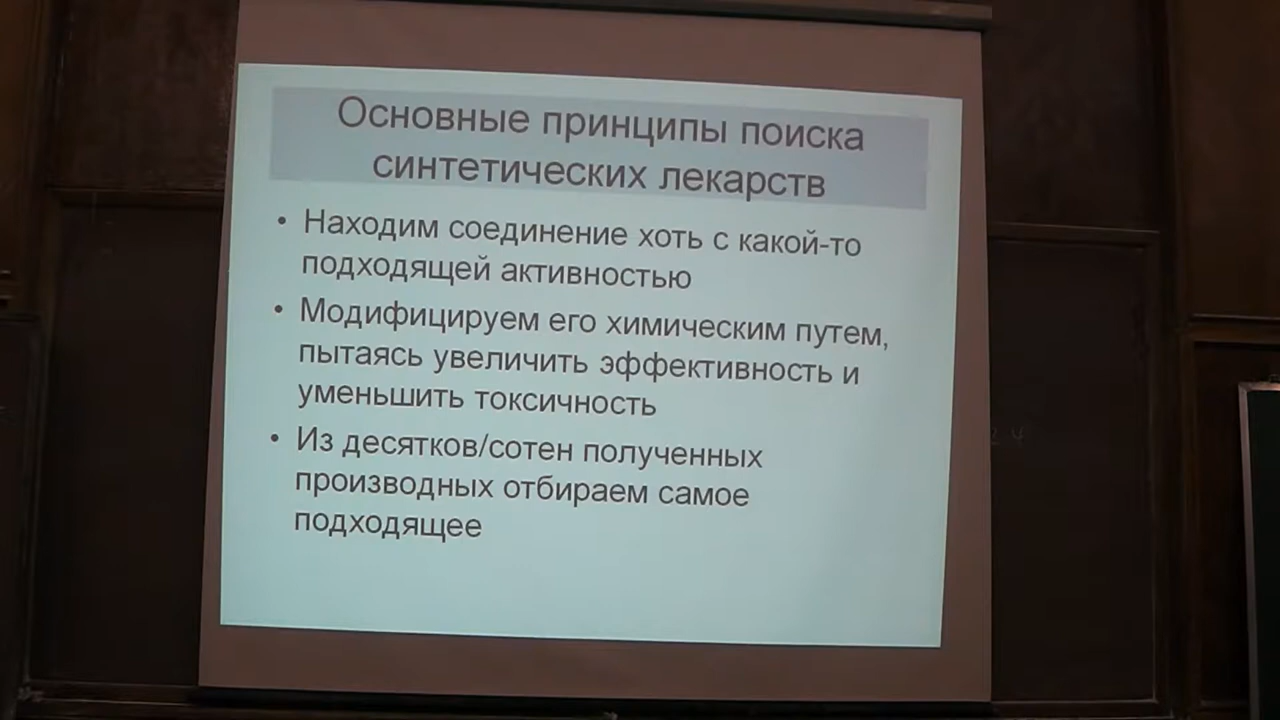 Основные принципы поиска
синтетических лекарств
• Находим соединение хоть с какой-то
подходящей активностью
• Модифицируем его химическим путем,
пытаясь увеличить эффективность и
уменьшить токсичность
• Из десятков/сотен полученных
производных отбираем самое
подходящее